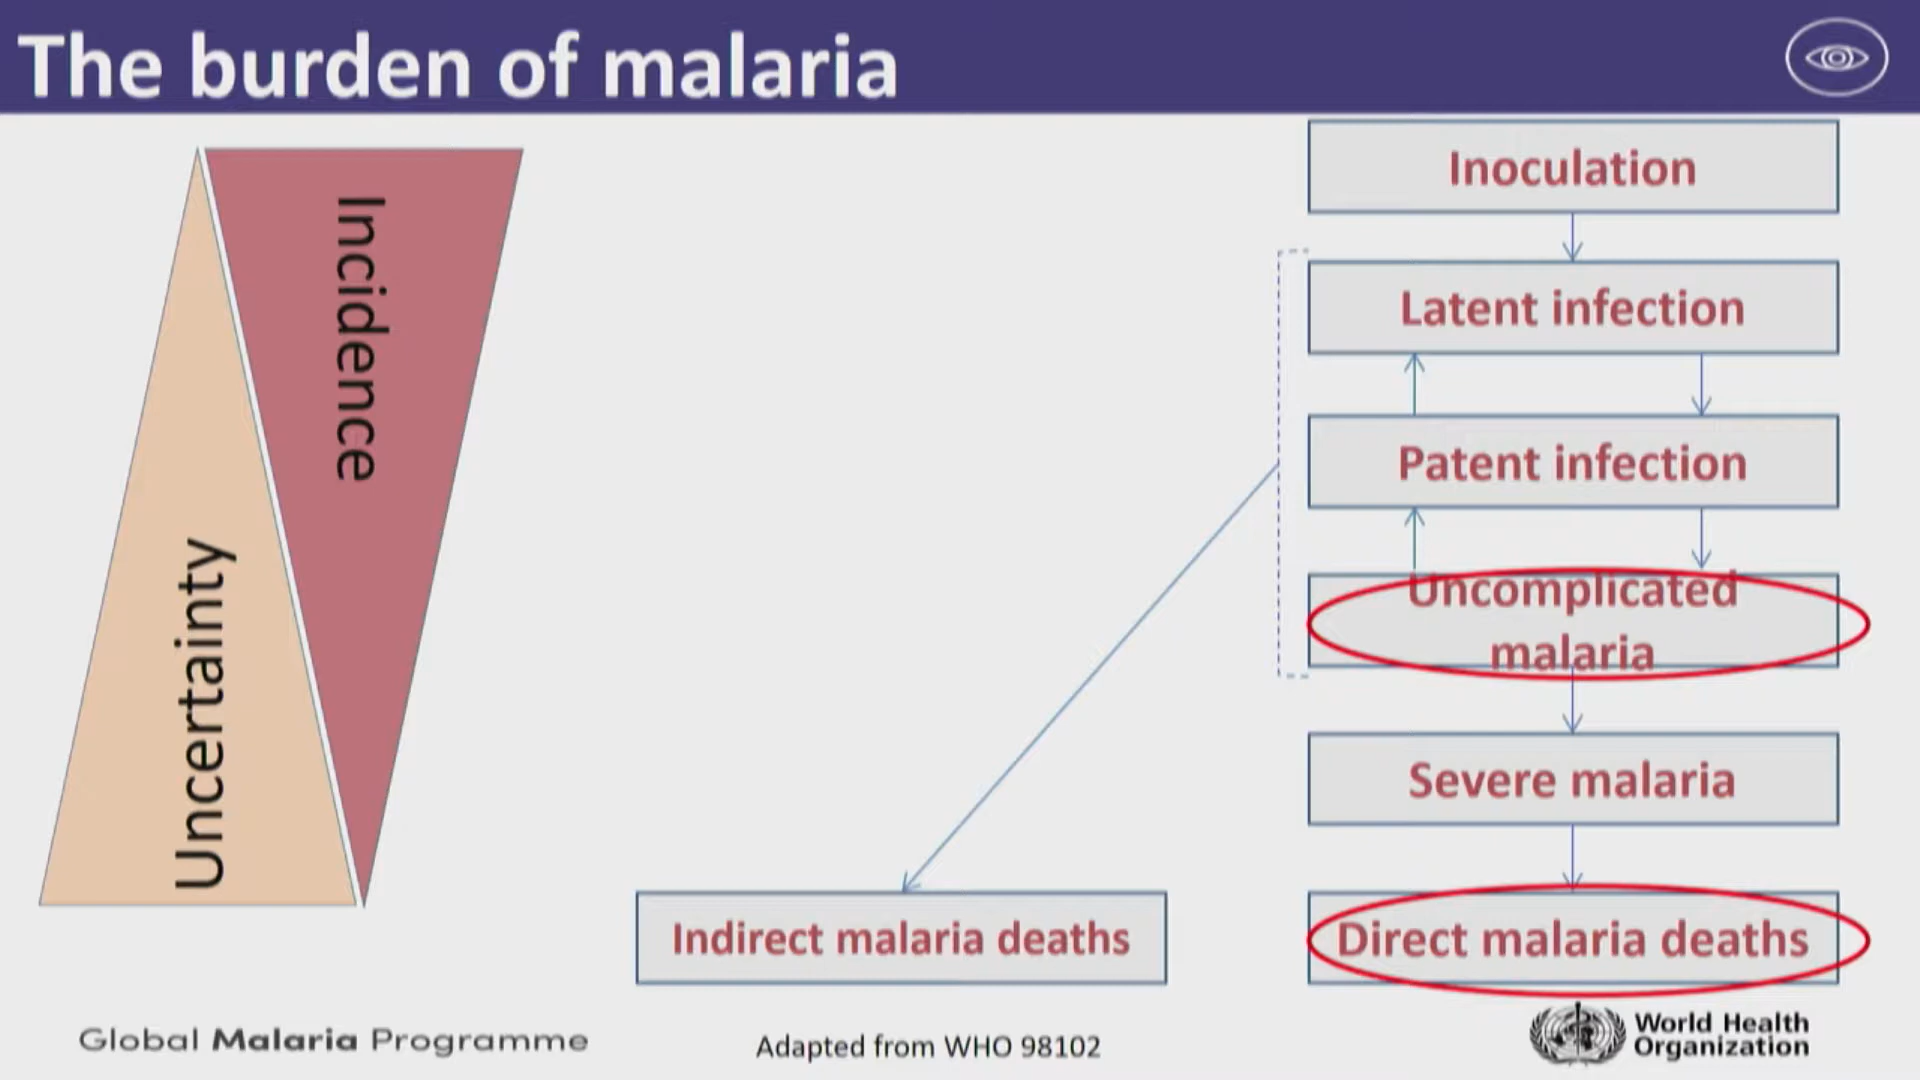 The burden of malaria
Incidence
Uncertainty
Inoculation
Latent infection
Patent infection
Uncomplicated
malaria
Severe malaria
Indirect malaria deaths
Direct malaria deaths
Global Malaria Programme
Adapted from WHO 98102
World Health
Organization